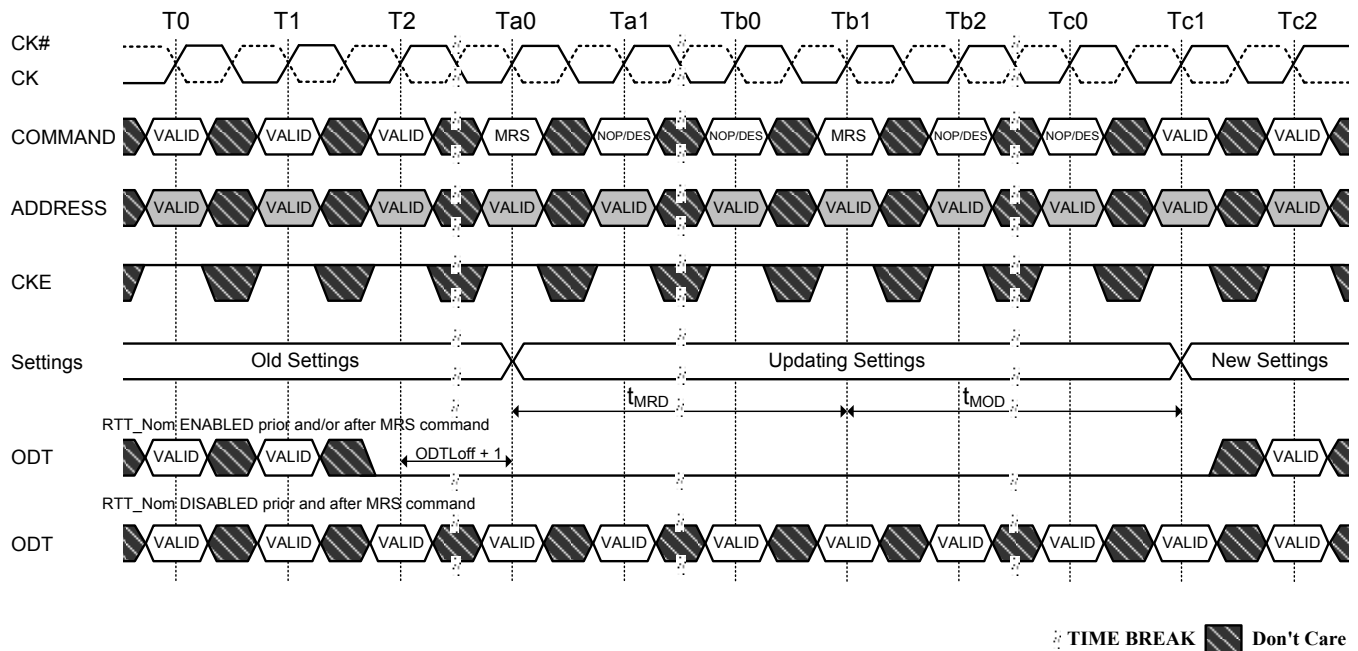 T0 T1 T2 Ta0 Ta1 Tb0 Tb1 Tb2 Tc0 Tc1 Tc2
CK#
CK
COMMAND VALID VALID VALID MRS NOP/DES NOP/DES MRS NOP/DES NOP/DES VALID VALID
ADDRESS VALID VALID VALID VALID VALID VALID VALID VALID VALID VALID VALID
CKE
Settings Old Settings Updating Settings New Settings
tMRD tMOD
RTT_Nom ENABLED prior and/or after MRS command
ODT VALID VALID ODTLoff + 1 VALID
RTT_Nom DISABLED prior and after MRS command
ODT VALID VALID VALID VALID VALID VALID VALID VALID VALID VALID VALID
TIME BREAK Don't Care